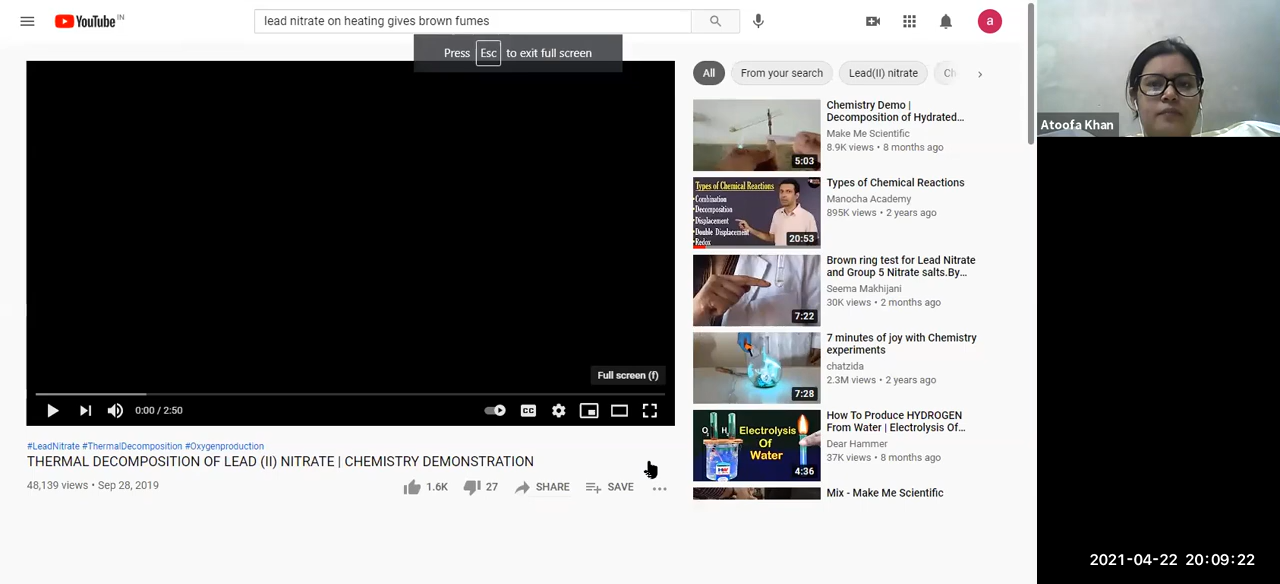 YouTube IN
lead nitrate on heating gives brown fumes
a
Press Esc to exit full screen
Full screen (f)
0:00 / 2:50
CC
#LeadNitrate #ThermalDecomposition #Oxygenproduction
THERMAL DECOMPOSITION OF LEAD (II) NITRATE | CHEMISTRY DEMONSTRATION
48,139 views • Sep 28, 2019
1.6K 27 SHARE SAVE
All From your search Lead(II) nitrate Ch
Chemistry Demo |
Decomposition of Hydrated...
Make Me Scientific
8.9K views • 8 months ago
5:03
Types of Chemical Reactions
•Combination
•Decomposition
•Displacement
•Double Displacement
•Redox
20:53
Types of Chemical Reactions
Manocha Academy
895K views • 2 years ago
Brown ring test for Lead Nitrate
and Group 5 Nitrate salts.By...
Seema Makhijani
30K views • 2 months ago
7:22
7 minutes of joy with Chemistry
experiments
chatzida
2.3M views • 2 years ago
7:28
Electrolysis
Of
Water
4:36
How To Produce HYDROGEN
From Water | Electrolysis Of...
Dear Hammer
37K views • 8 months ago
Mix - Make Me Scientific
Atoofa Khan
2021-04-22 20:09:22